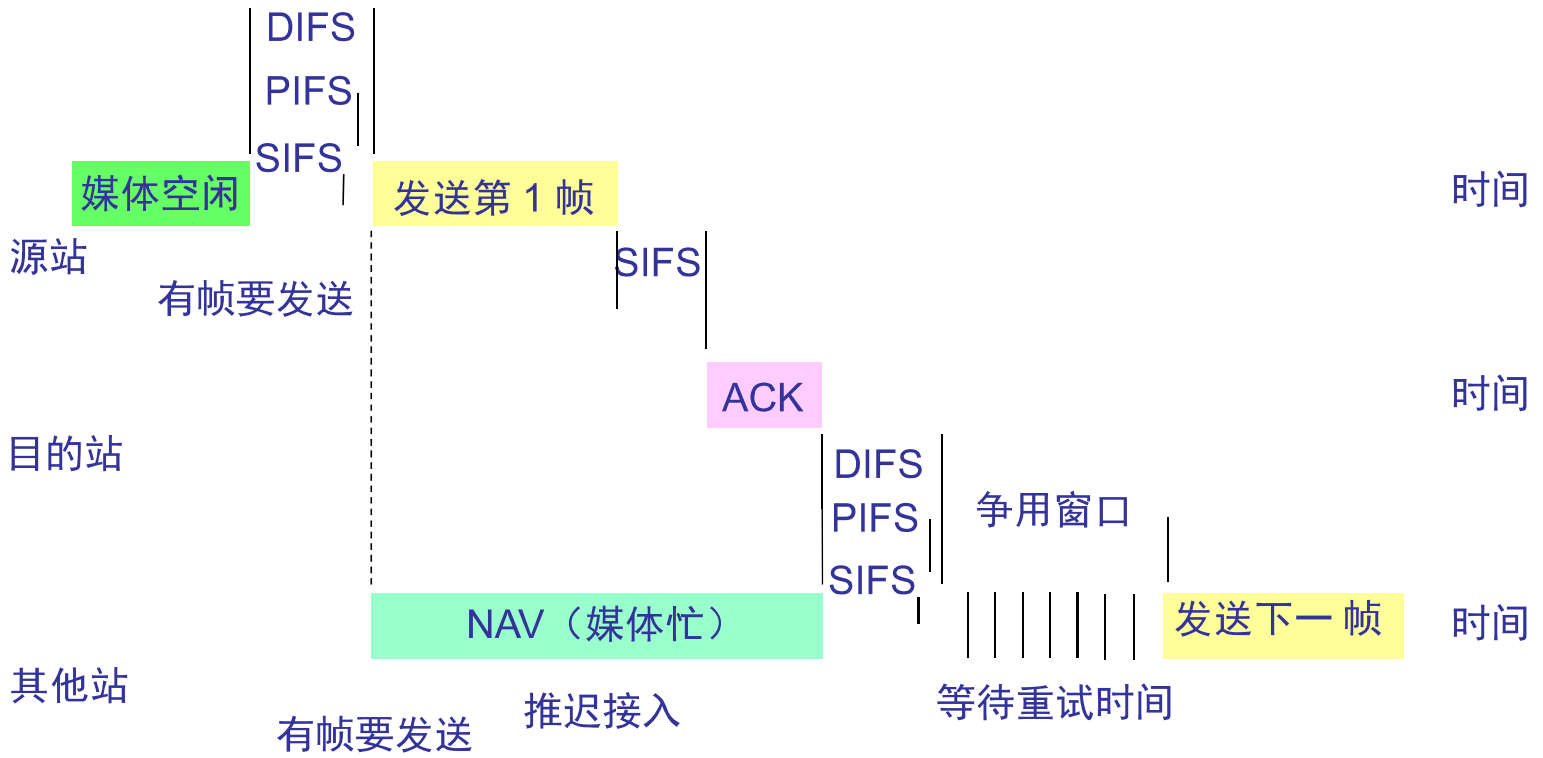 DIFS
PIFS
SIFS
媒体空闲
发送第 1 帧
时间
源站
SIFS
有帧要发送
ACK
时间
目的站
DIFS
PIFS
争用窗口
SIFS
NAV（媒体忙）
发送下一帧
时间
其他站
推迟接入
等待重试时间
有帧要发送